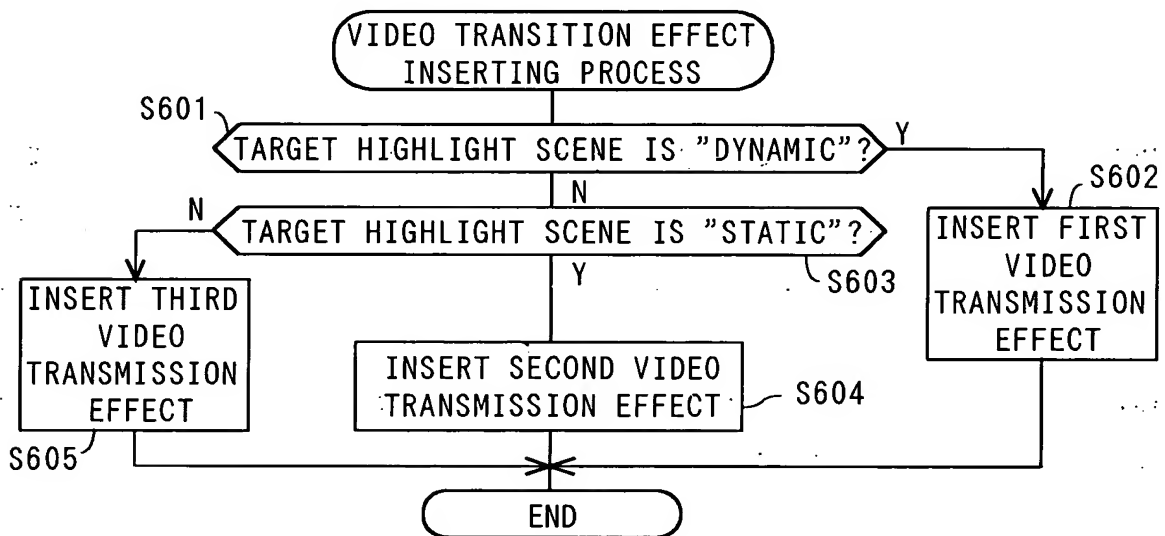 VIDEO TRANSITION EFFECT
INSERTING PROCESS
S601
TARGET HIGHLIGHT SCENE IS "DYNAMIC"?
Y
N
S602
INSERT FIRST
VIDEO
TRANSMISSION
EFFECT
N
TARGET HIGHLIGHT SCENE IS "STATIC"?
S603
Y
INSERT THIRD
VIDEO
TRANSMISSION
EFFECT
S605
INSERT SECOND VIDEO
TRANSMISSION EFFECT
S604
END